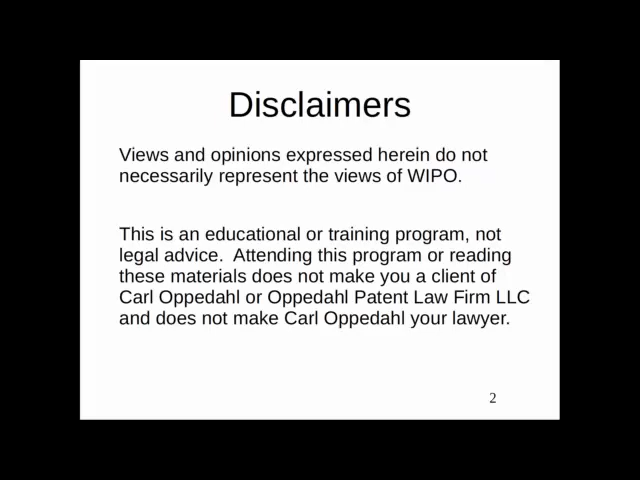 Disclaimers
Views and opinions expressed herein do not
necessarily represent the views of WIPO.
This is an educational or training program, not
legal advice.  Attending this program or reading
these materials does not make you a client of
Carl Oppedahl or Oppedahl Patent Law Firm LLC
and does not make Carl Oppedahl your lawyer.
2